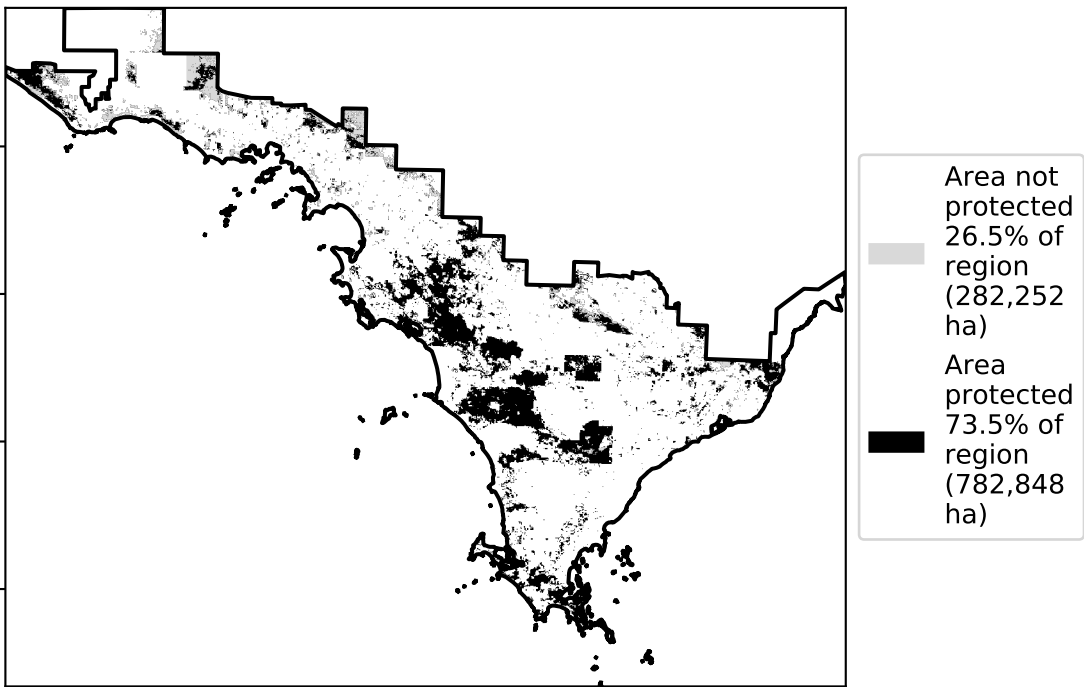 Area not
protected
26.5% of
region
(282,252
ha)
Area
protected
73.5% of
region
(782,848
ha)